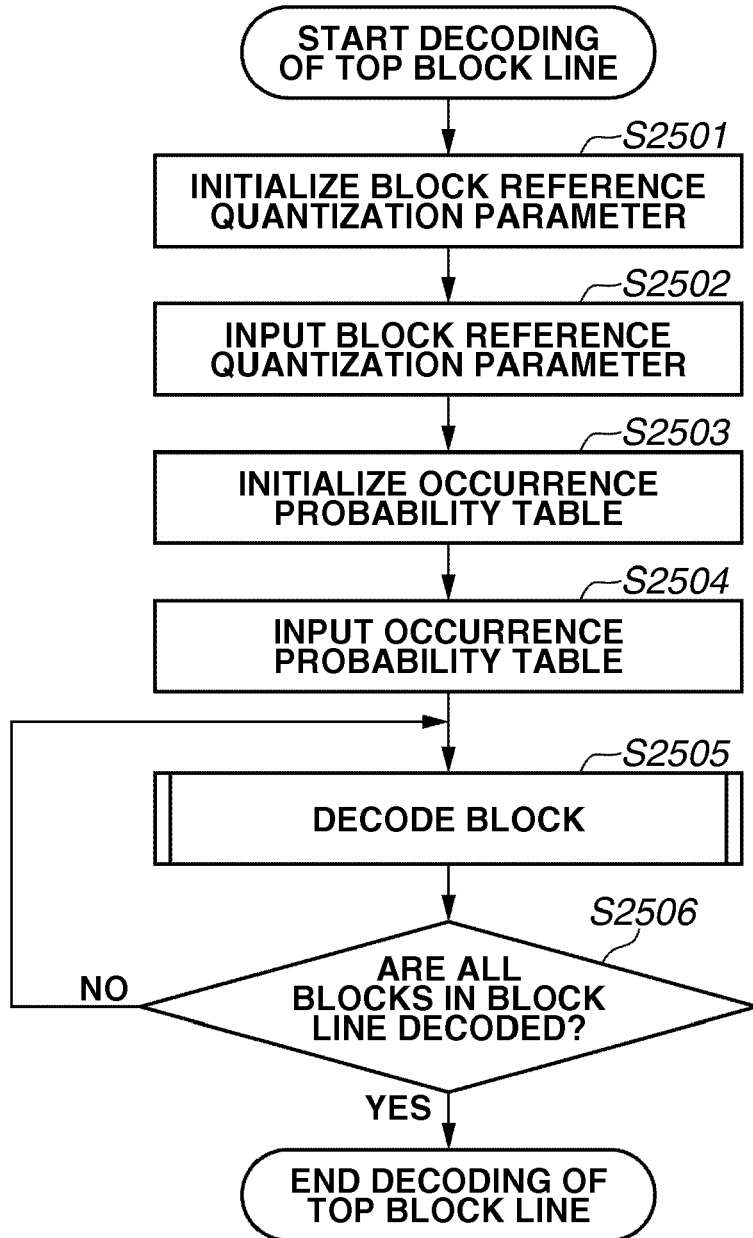 START DECODING
OF TOP BLOCK LINE
S2501
INITIALIZE BLOCK REFERENCE
QUANTIZATION PARAMETER
S2502
INPUT BLOCK REFERENCE
QUANTIZATION PARAMETER
S2503
INITIALIZE OCCURRENCE
PROBABILITY TABLE
S2504
INPUT OCCURRENCE
PROBABILITY TABLE
S2505
DECODE BLOCK
S2506
ARE ALL
BLOCKS IN BLOCK
LINE DECODED?
NO
YES
END DECODING OF
TOP BLOCK LINE